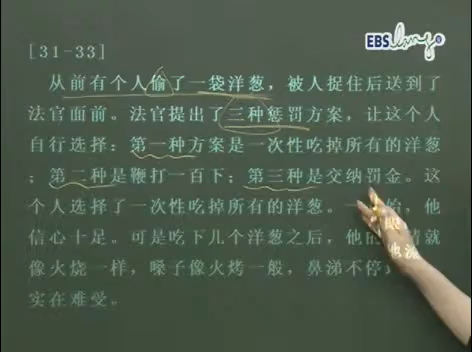 EBSlang
[31-33]
从前有个人偷了一袋洋葱，被人捉住后送到了
法官面前。法官提出了三种惩罚方案，让这个人
自行选择：第一种方案是一次性吃掉所有的洋葱
；第二种是鞭打一百下；第三种是交纳罚金。这
个人选择了一次性吃掉所有的洋葱。一 始，他
信心十足。可是吃下几个洋葱之后，他的 睛就
像火烧一样，嗓子像火烤一般，鼻涕不停
实在难受。